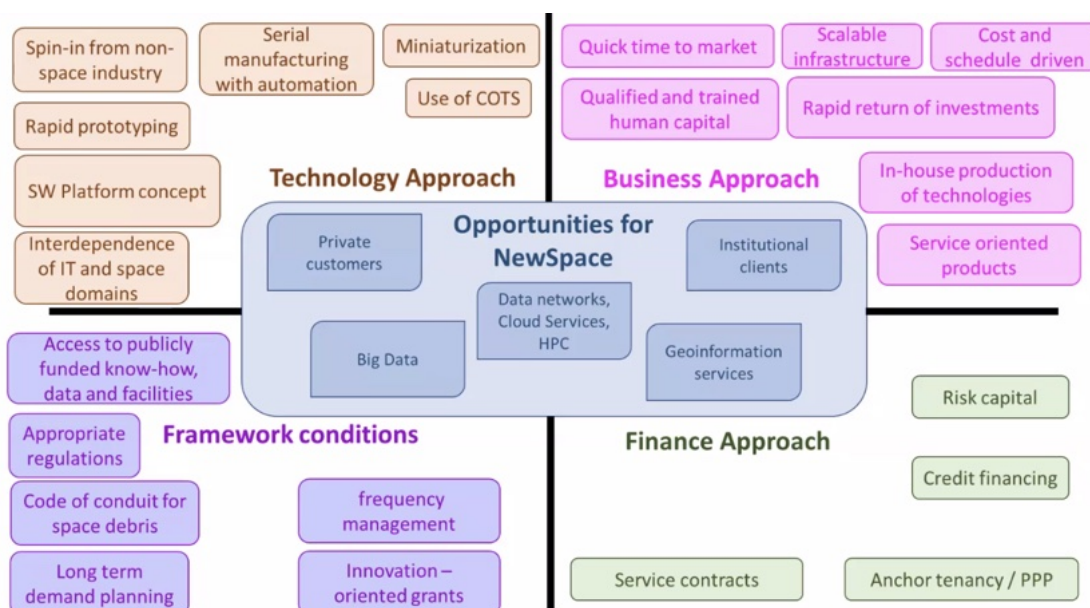 Spin-in from non-
space industry
Serial
manufacturing
with automation
Miniaturization
Use of COTS
Rapid prototyping
SW Platform concept
Interdependence
of IT and space
domains
Technology Approach
Quick time to market
Scalable
infrastructure
Cost and
schedule driven
Qualified and trained
human capital
Rapid return of investments
In-house production
of technologies
Service oriented
products
Business Approach
Opportunities for
NewSpace
Private
customers
Institutional
clients
Data networks,
Cloud Services,
HPC
Big Data
Geoinformation
services
Access to publicly
funded know-how,
data and facilities
Framework conditions
Appropriate
regulations
Code of conduit for
space debris
frequency
management
Long term
demand planning
Innovation –
oriented grants
Finance Approach
Risk capital
Credit financing
Service contracts
Anchor tenancy / PPP